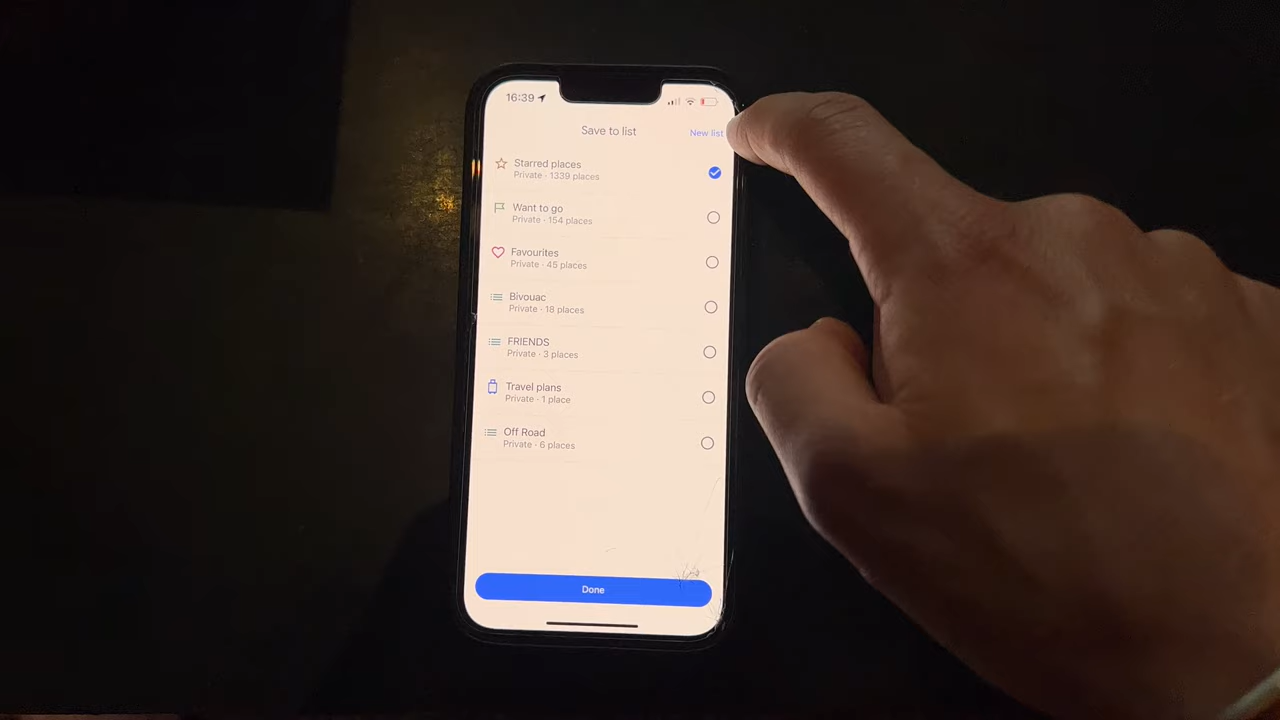 16:39
Save to list
New list
Starred places
Private · 1339 places
Want to go
Private · 154 places
Favourites
Private · 45 places
Bivouac
Private · 18 places
FRIENDS
Private · 3 places
Travel plans
Private · 1 place
Off Road
Private · 6 places
Done